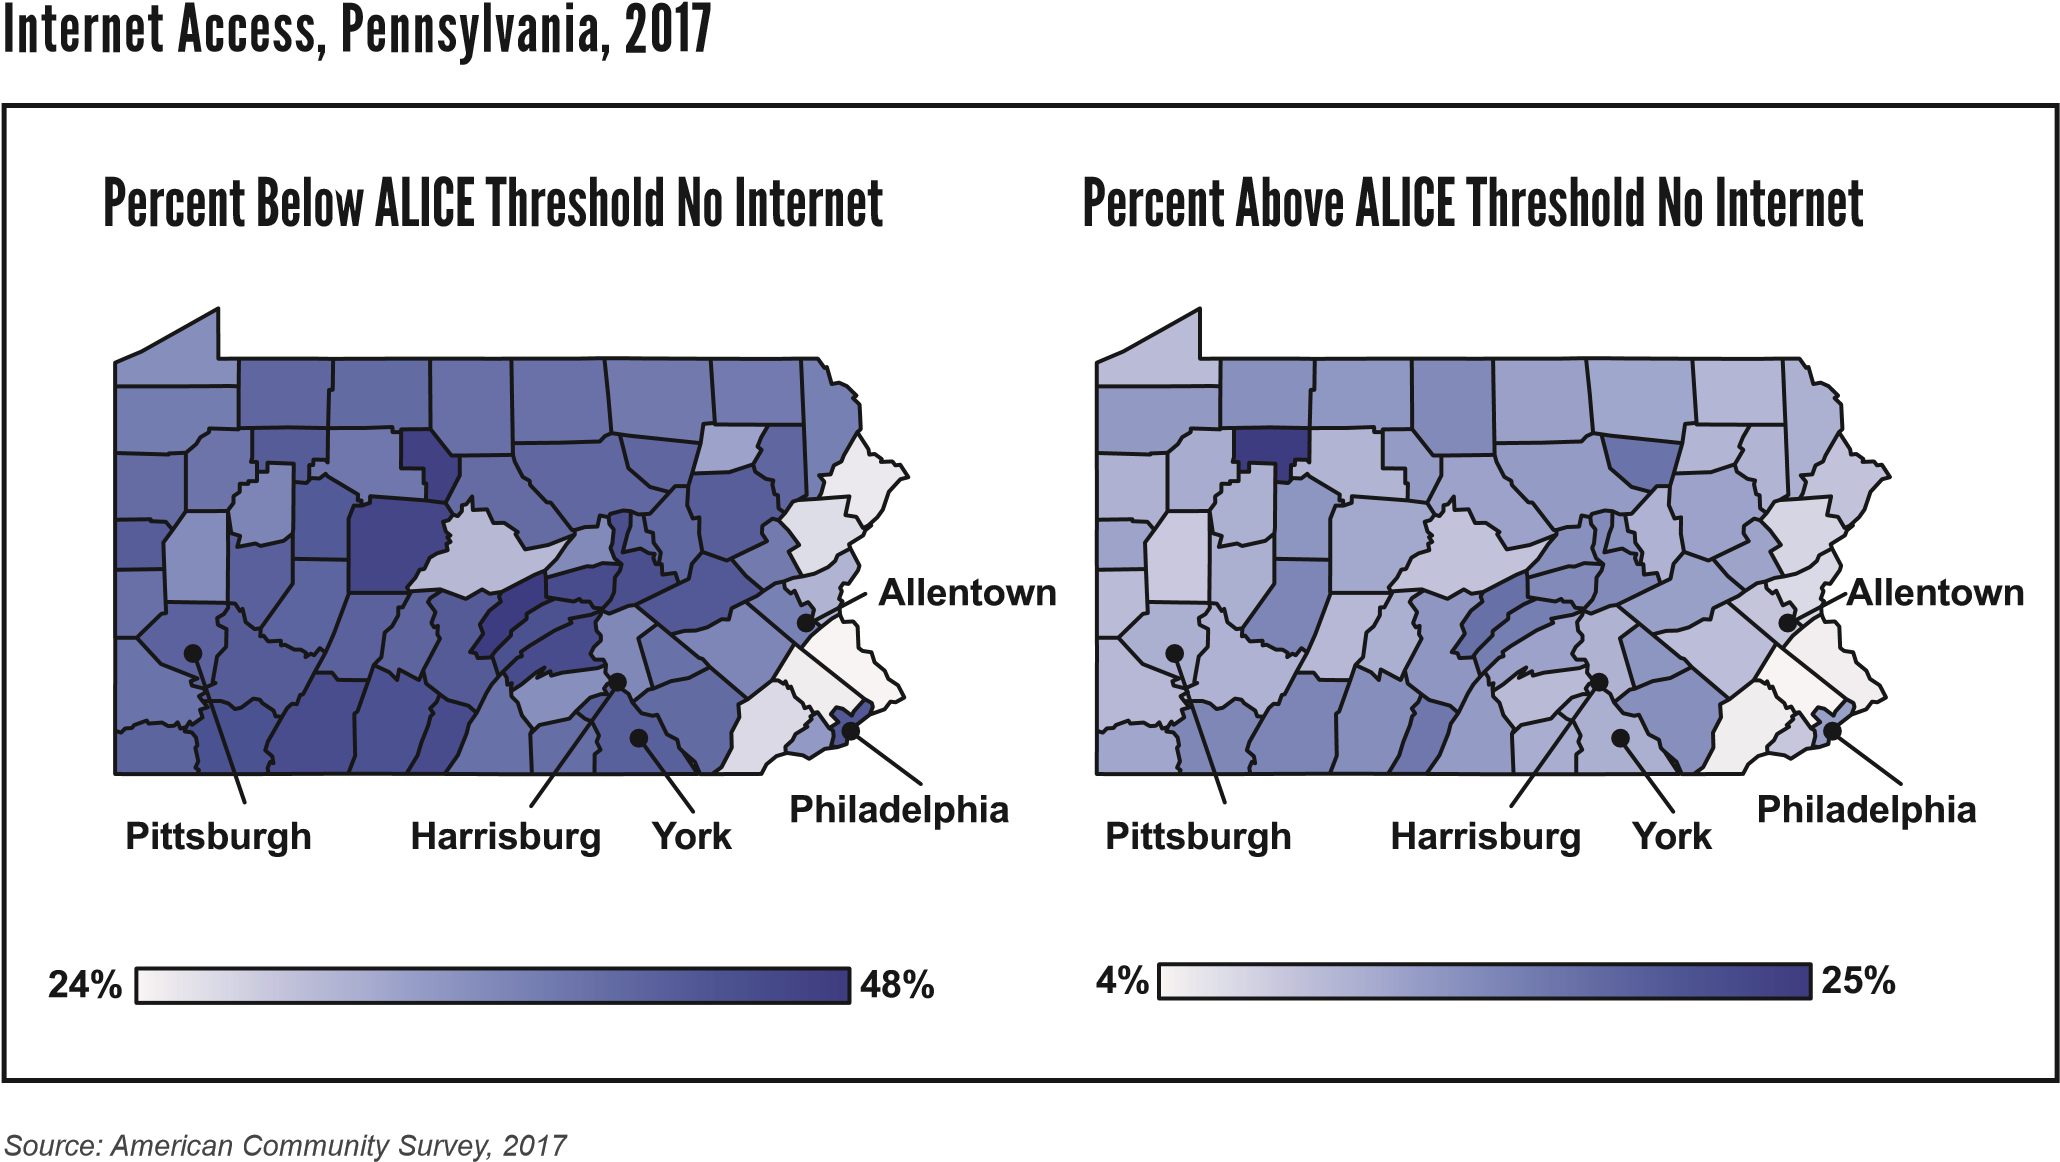 Internet Access, Pennsylvania, 2017
Percent Below ALICE Threshold No Internet
Percent Above ALICE Threshold No Internet
Allentown
Philadelphia
Pittsburgh
Harrisburg
York
Allentown
Philadelphia
Pittsburgh
Harrisburg
York
24%
48%
4%
25%
Source: American Community Survey, 2017